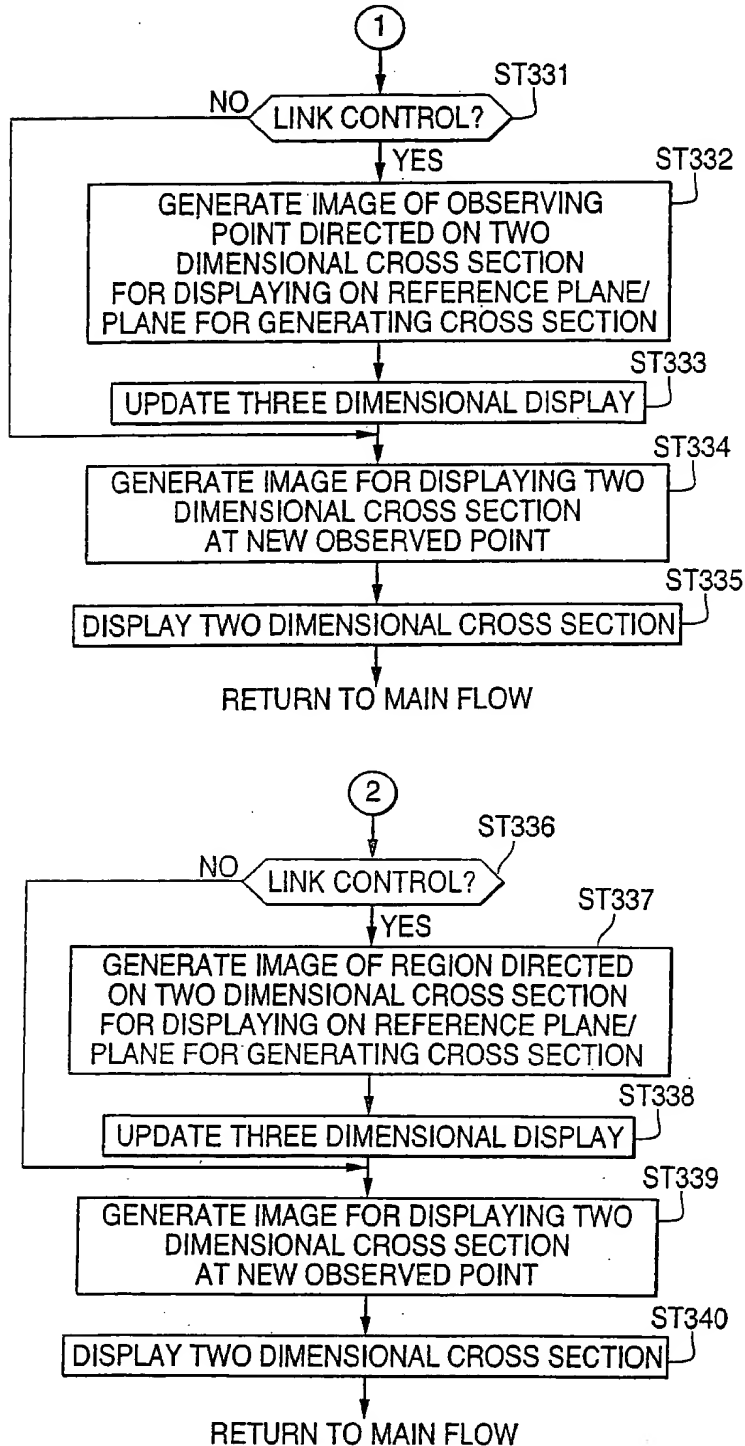 1
ST331
NO
LINK CONTROL?
YES
ST332
GENERATE IMAGE OF OBSERVING
POINT DIRECTED ON TWO
DIMENSIONAL CROSS SECTION
FOR DISPLAYING ON REFERENCE PLANE/
PLANE FOR GENERATING CROSS SECTION
ST333
UPDATE THREE DIMENSIONAL DISPLAY
ST334
GENERATE IMAGE FOR DISPLAYING TWO
DIMENSIONAL CROSS SECTION
AT NEW OBSERVED POINT
ST335
DISPLAY TWO DIMENSIONAL CROSS SECTION
RETURN TO MAIN FLOW
2
ST336
NO
LINK CONTROL?
YES
ST337
GENERATE IMAGE OF REGION DIRECTED
ON TWO DIMENSIONAL CROSS SECTION
FOR DISPLAYING ON REFERENCE PLANE/
PLANE FOR GENERATING CROSS SECTION
ST338
UPDATE THREE DIMENSIONAL DISPLAY
ST339
GENERATE IMAGE FOR DISPLAYING TWO
DIMENSIONAL CROSS SECTION
AT NEW OBSERVED POINT
ST340
DISPLAY TWO DIMENSIONAL CROSS SECTION
RETURN TO MAIN FLOW